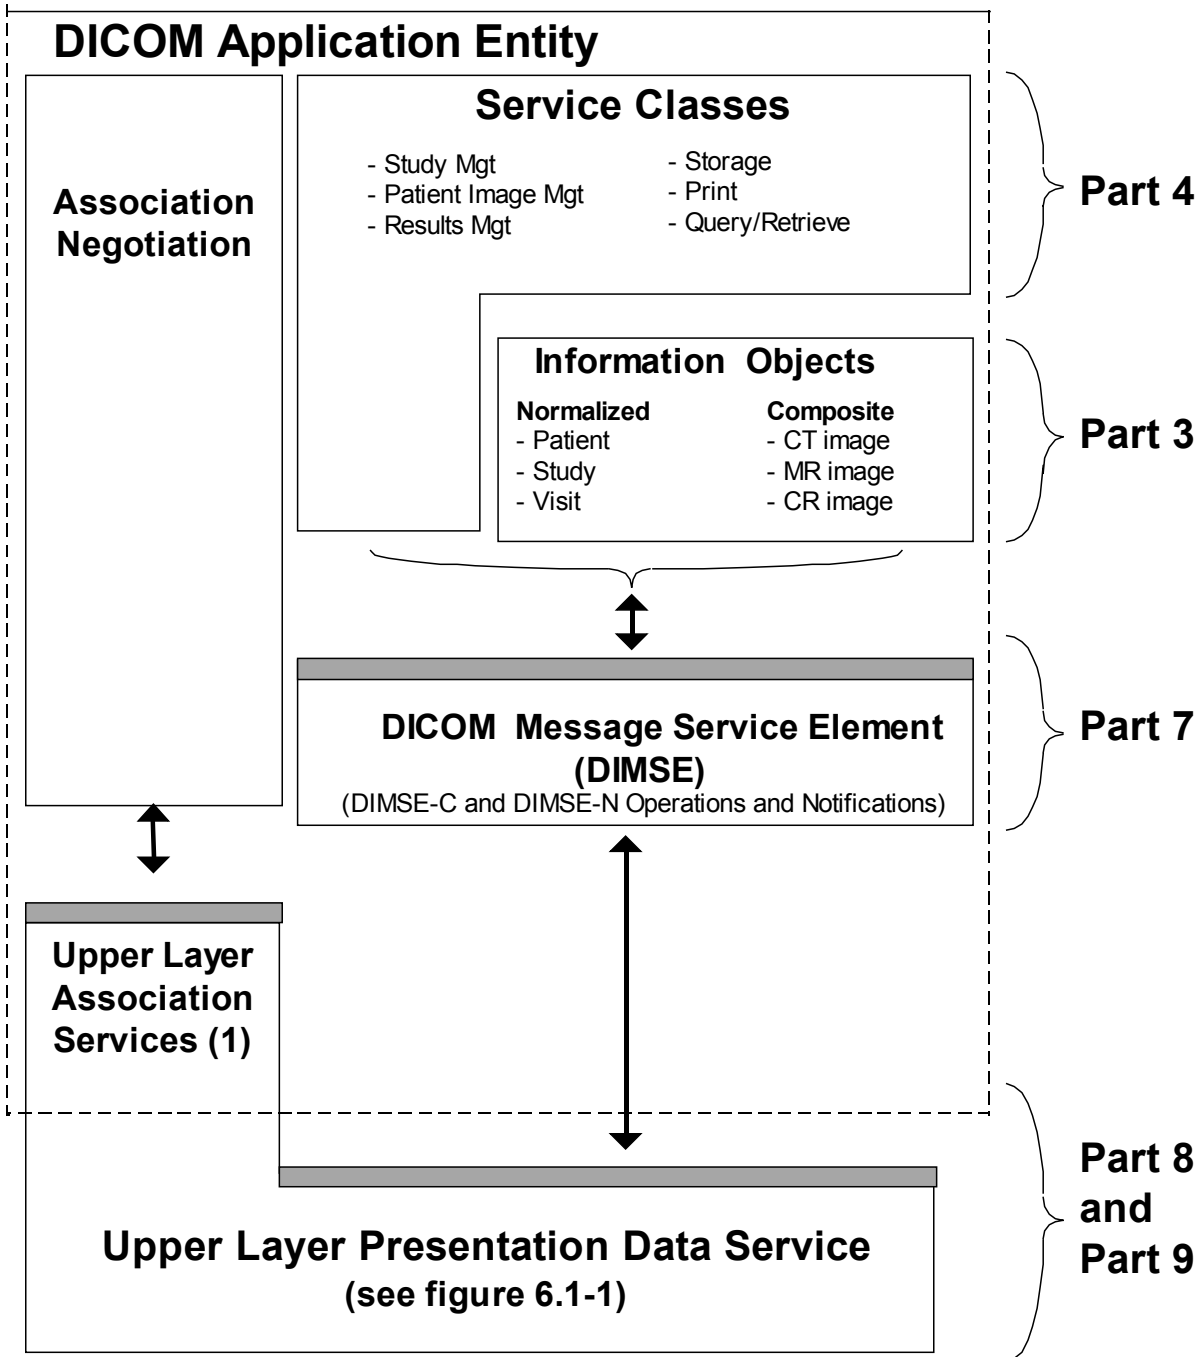 DICOM Application Entity
Association
Negotiation
Service Classes
- Study Mgt
- Patient Image Mgt
- Results Mgt
- Storage
- Print
- Query/Retrieve
Part 4
Information Objects
Normalized
- Patient
- Study
- Visit
Composite
- CT image
- MR image
- CR image
Part 3
DICOM Message Service Element
(DIMSE)
(DIMSE-C and DIMSE-N Operations and Notifications)
Part 7
Upper Layer
Association
Services (1)
Upper Layer Presentation Data Service
(see figure 6.1-1)
Part 8
and
Part 9